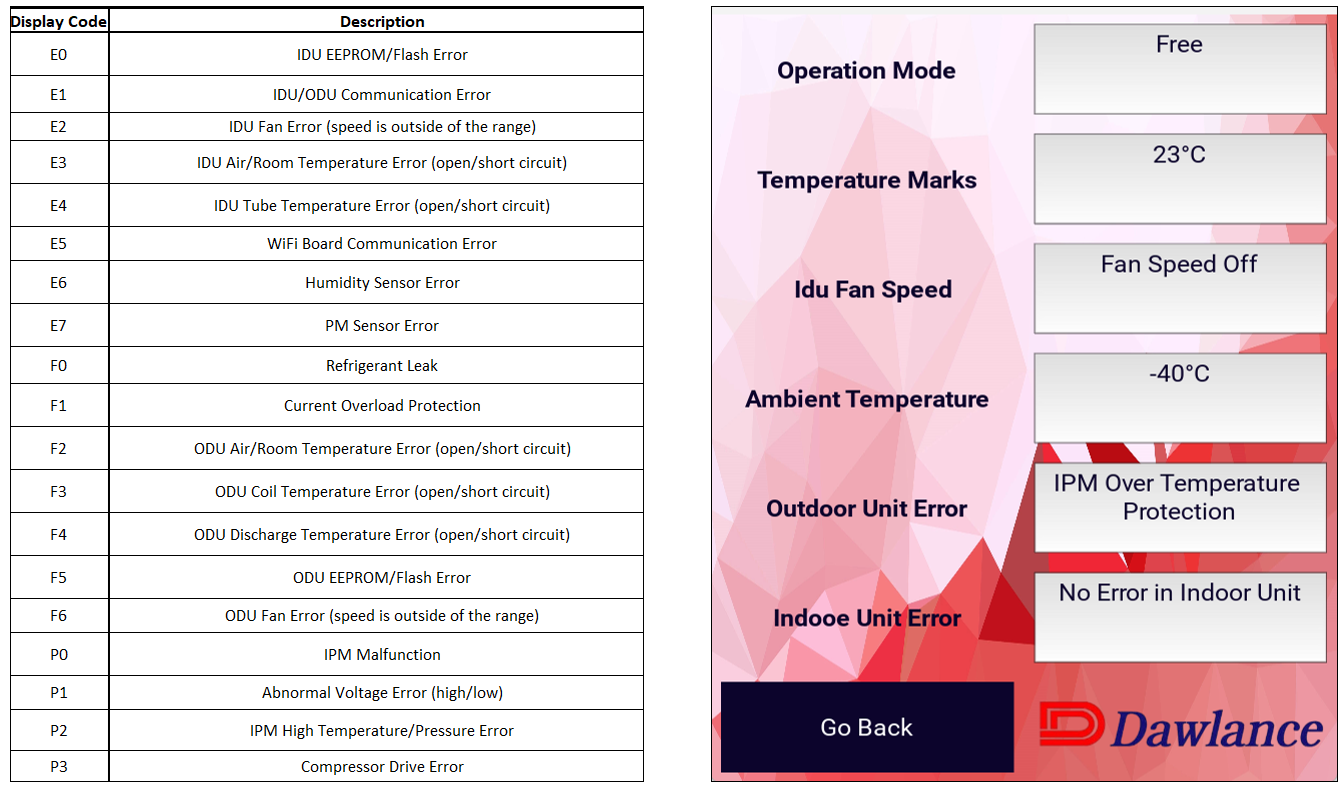 Display Code Description
E0 IDU EEPROM/Flash Error
E1 IDU/ODU Communication Error
E2 IDU Fan Error (speed is outside of the range)
E3 IDU Air/Room Temperature Error (open/short circuit)
E4 IDU Tube Temperature Error (open/short circuit)
E5 WiFi Board Communication Error
E6 Humidity Sensor Error
E7 PM Sensor Error
F0 Refrigerant Leak
F1 Current Overload Protection
F2 ODU Air/Room Temperature Error (open/short circuit)
F3 ODU Coil Temperature Error (open/short circuit)
F4 ODU Discharge Temperature Error (open/short circuit)
F5 ODU EEPROM/Flash Error
F6 ODU Fan Error (speed is outside of the range)
P0 IPM Malfunction
P1 Abnormal Voltage Error (high/low)
P2 IPM High Temperature/Pressure Error
P3 Compressor Drive Error
Operation Mode Free
Temperature Marks 23°C
Idu Fan Speed Fan Speed Off
Ambient Temperature -40°C
Outdoor Unit Error IPM Over Temperature
Protection
Indooe Unit Error No Error in Indoor Unit
Go Back Dawlance